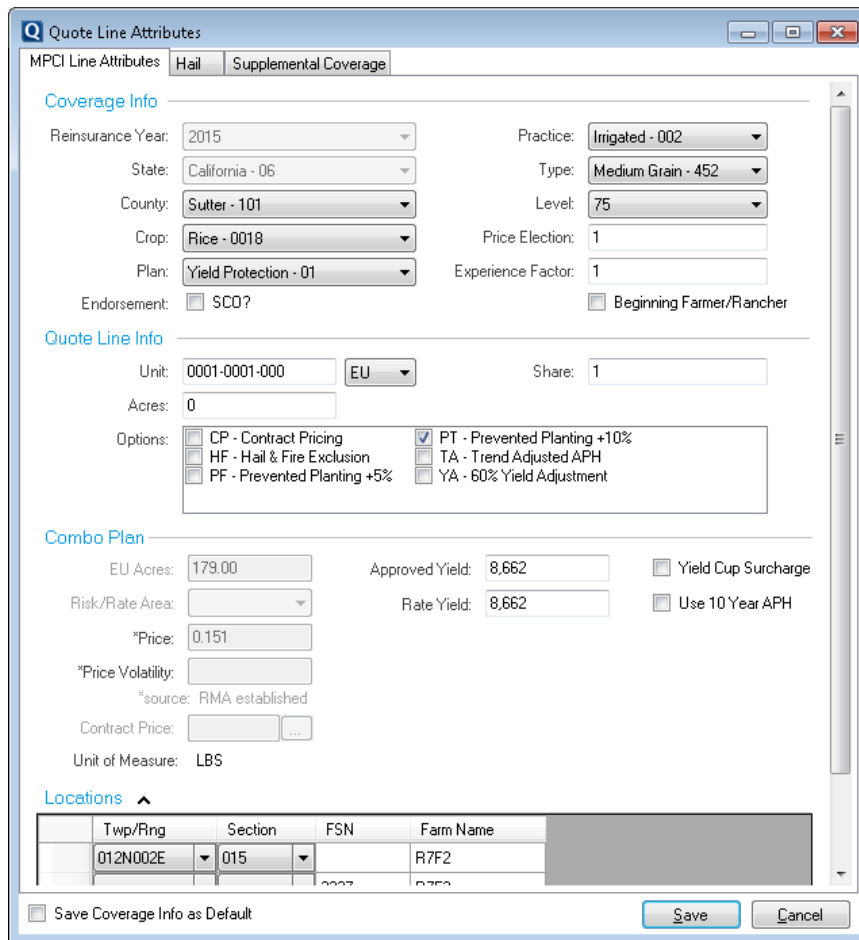 Quote Line Attributes
MPCI Line Attributes Hail Supplemental Coverage
Coverage Info
Reinsurance Year: 2015 Practice: Irrigated - 002
State: California - 06 Type: Medium Grain - 452
County: Sutter - 101 Level: 75
Crop: Rice - 0018 Price Election: 1
Plan: Yield Protection - 01 Experience Factor: 1
Endorsement: SCO? Beginning Farmer/Rancher
Quote Line Info
Unit: 0001-0001-000 EU Share: 1
Acres: 0
Options: CP - Contract Pricing PT - Prevented Planting +10%
HF - Hail & Fire Exclusion TA - Trend Adjusted APH
PF - Prevented Planting +5% YA - 60% Yield Adjustment
Combo Plan
EU Acres: 179.00 Approved Yield: 8,662 Yield Cup Surcharge
Risk/Rate Area: Rate Yield: 8,662 Use 10 Year APH
*Price: 0.151
*Price Volatility:
*source: RMA established
Contract Price: ...
Unit of Measure: LBS
Locations
Twp/Rng Section FSN Farm Name
012N002E 015 R7F2
Save Coverage Info as Default Save Cancel